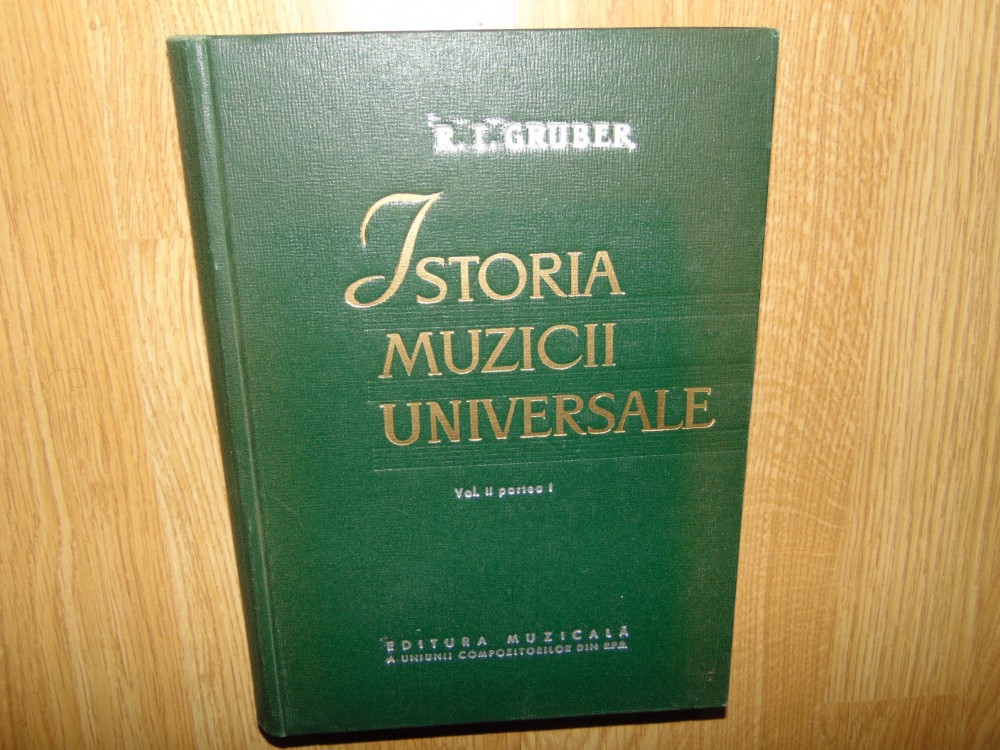 R. I. GRUBER
ISTORIA
MUZICII
UNIVERSALE
Vol. II partea I
EDITURA MUZICALĂ
A UNIUNII COMPOZITORILOR DIN R.P.R.